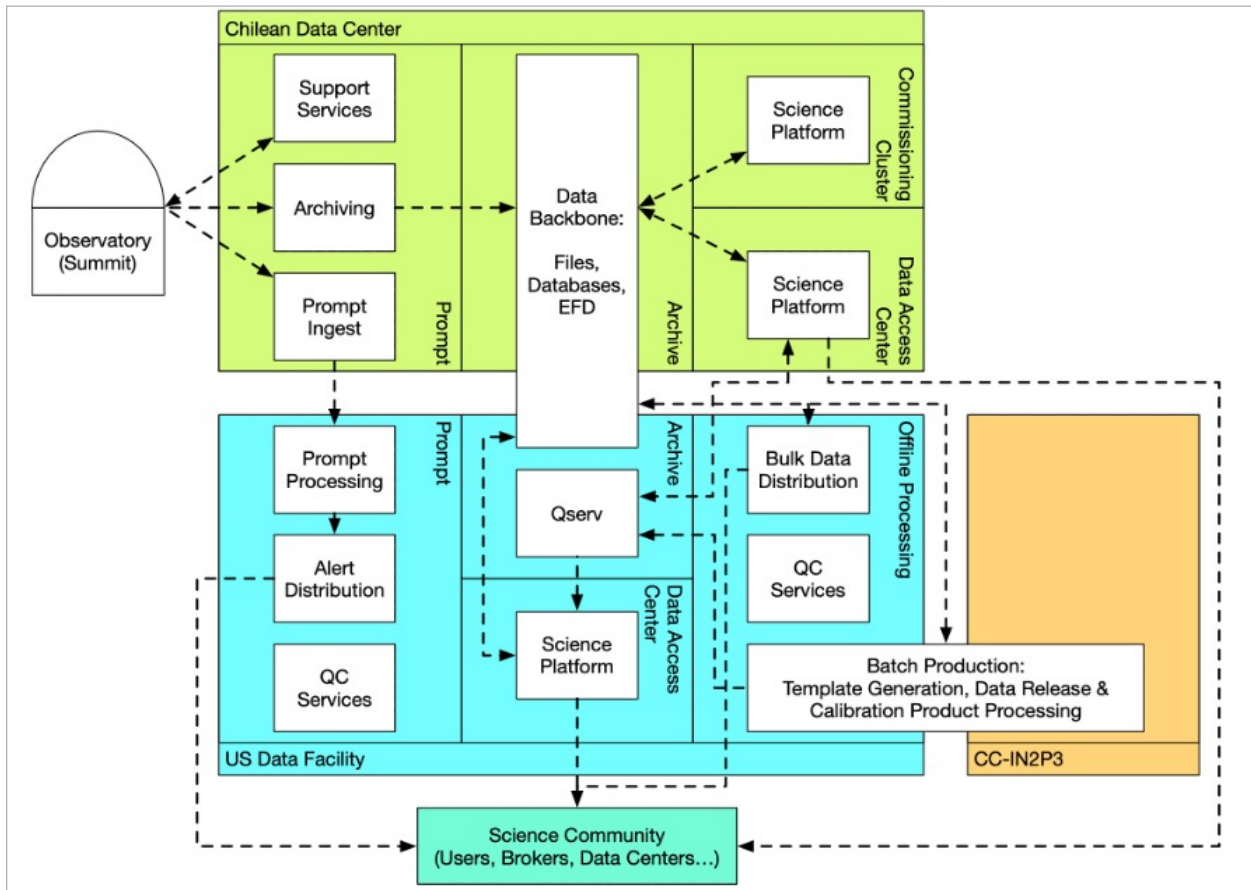 Chilean Data Center
Support
Services
Archiving
Prompt
Ingest
Prompt
Data
Backbone:
Files,
Databases,
EFD
Archive
Science
Platform
Commissioning
Cluster
Science
Platform
Data Access
Center
Observatory
(Summit)
Prompt
Processing
Alert
Distribution
QC
Services
Prompt
Archive
Qserv
Science
Platform
Data Access
Center
Bulk Data
Distribution
QC
Services
Offline Processing
Batch Production:
Template Generation, Data Release &
Calibration Product Processing
US Data Facility
CC-IN2P3
Science Community
(Users, Brokers, Data Centers...)